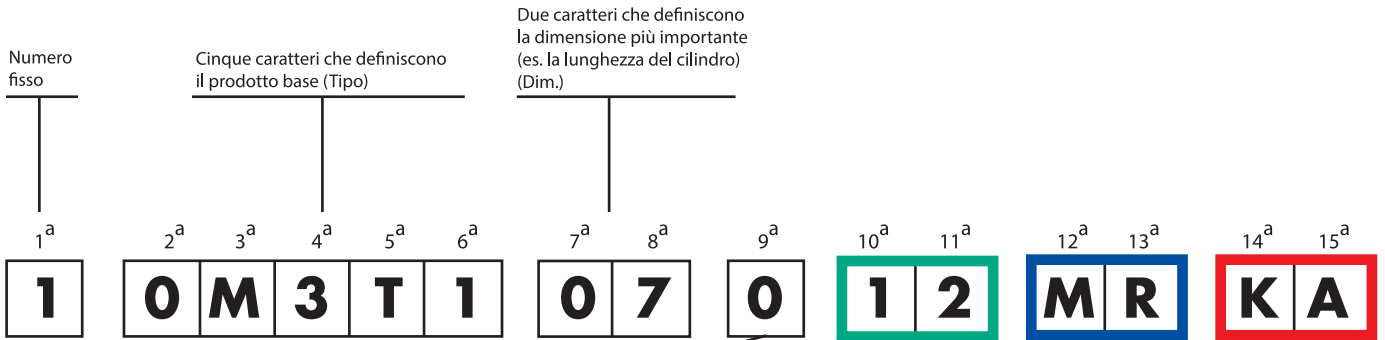 Numero
fisso
Cinque caratteri che definiscono
il prodotto base (Tipo)
Due caratteri che definiscono
la dimensione più importante
(es. la lunghezza del cilindro)
(Dim.)
1a 2a 3a 4a 5a 6a 7a 8a 9a 10a 11a 12a 13a 14a 15a
1 0 M 3 T 1 0 7 0 1 2 M R K A